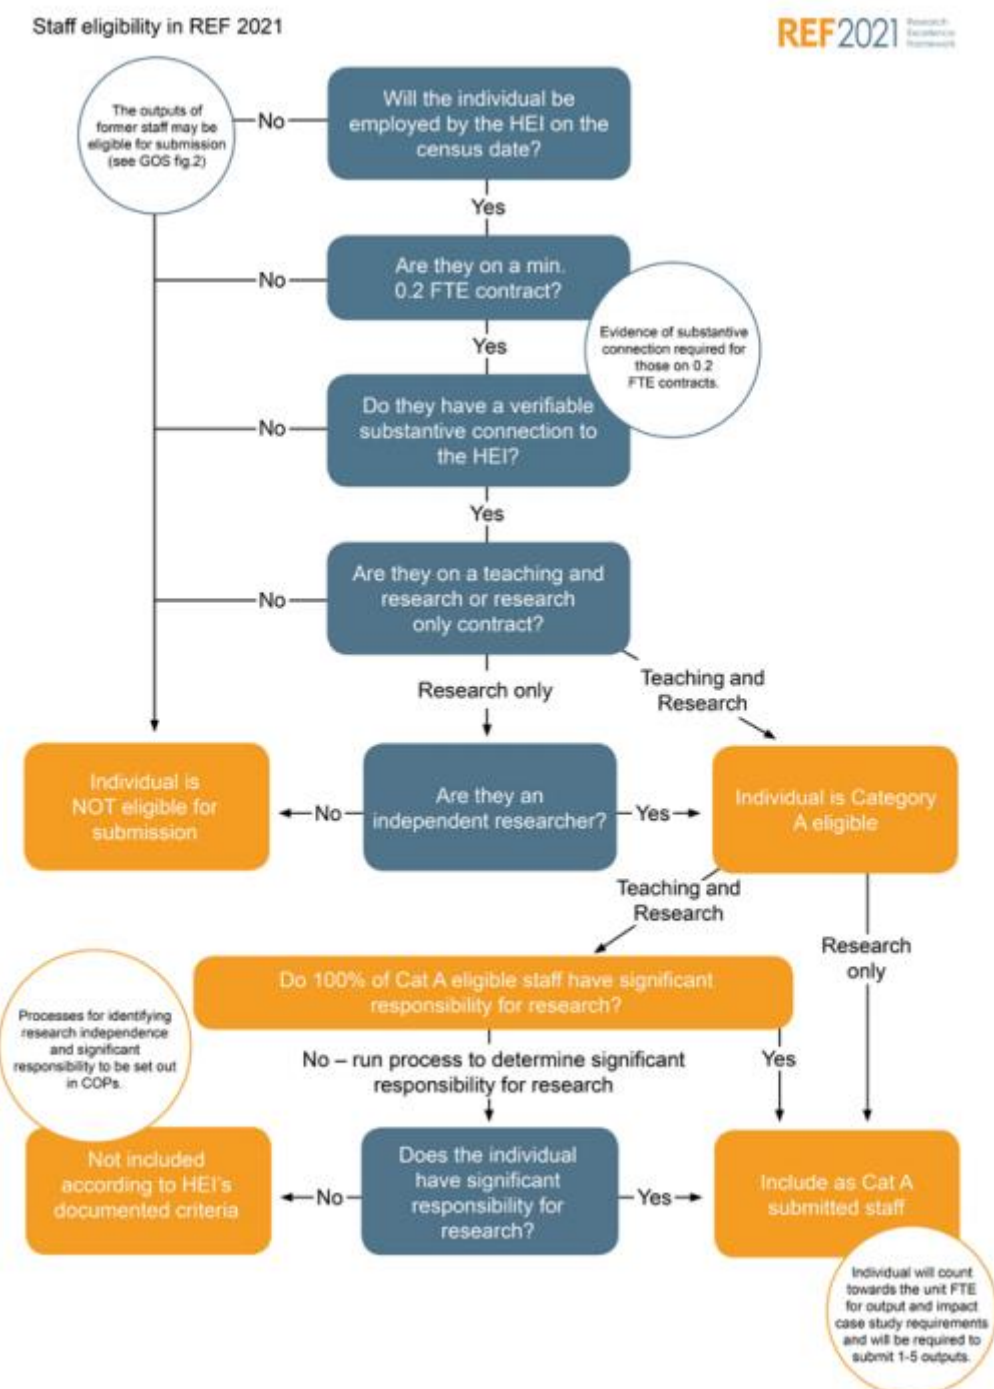 Staff eligibility in REF 2021
REF2021 Research
Excellence
Framework
The outputs of
former staff may be
eligible for submission
(see GOS fig.2)
No
Will the individual be
employed by the HEI on the
census date?
Yes
No
Are they on a min.
0.2 FTE contract?
Evidence of substantive
connection required for
those on 0.2
FTE contracts.
Yes
No
Do they have a verifiable
substantive connection to
the HEI?
Yes
No
Are they on a teaching and
research or research
only contract?
Research only
Teaching and
Research
Individual is
NOT eligible for
submission
No
Are they an
independent researcher?
Yes
Individual is Category
A eligible
Teaching and
Research
Research
only
Do 100% of Cat A eligible staff have significant
responsibility for research?
Processes for identifying
research independence
and significant
responsibility to be set out
in COPs.
No – run process to determine significant
responsibility for research
Yes
Not included
according to HEI's
documented criteria
No
Does the individual
have significant
responsibility for
research?
Yes
Include as Cat A
submitted staff
Individual will count
towards the unit FTE
for output and impact
case study requirements
and will be required to
submit 1-5 outputs.